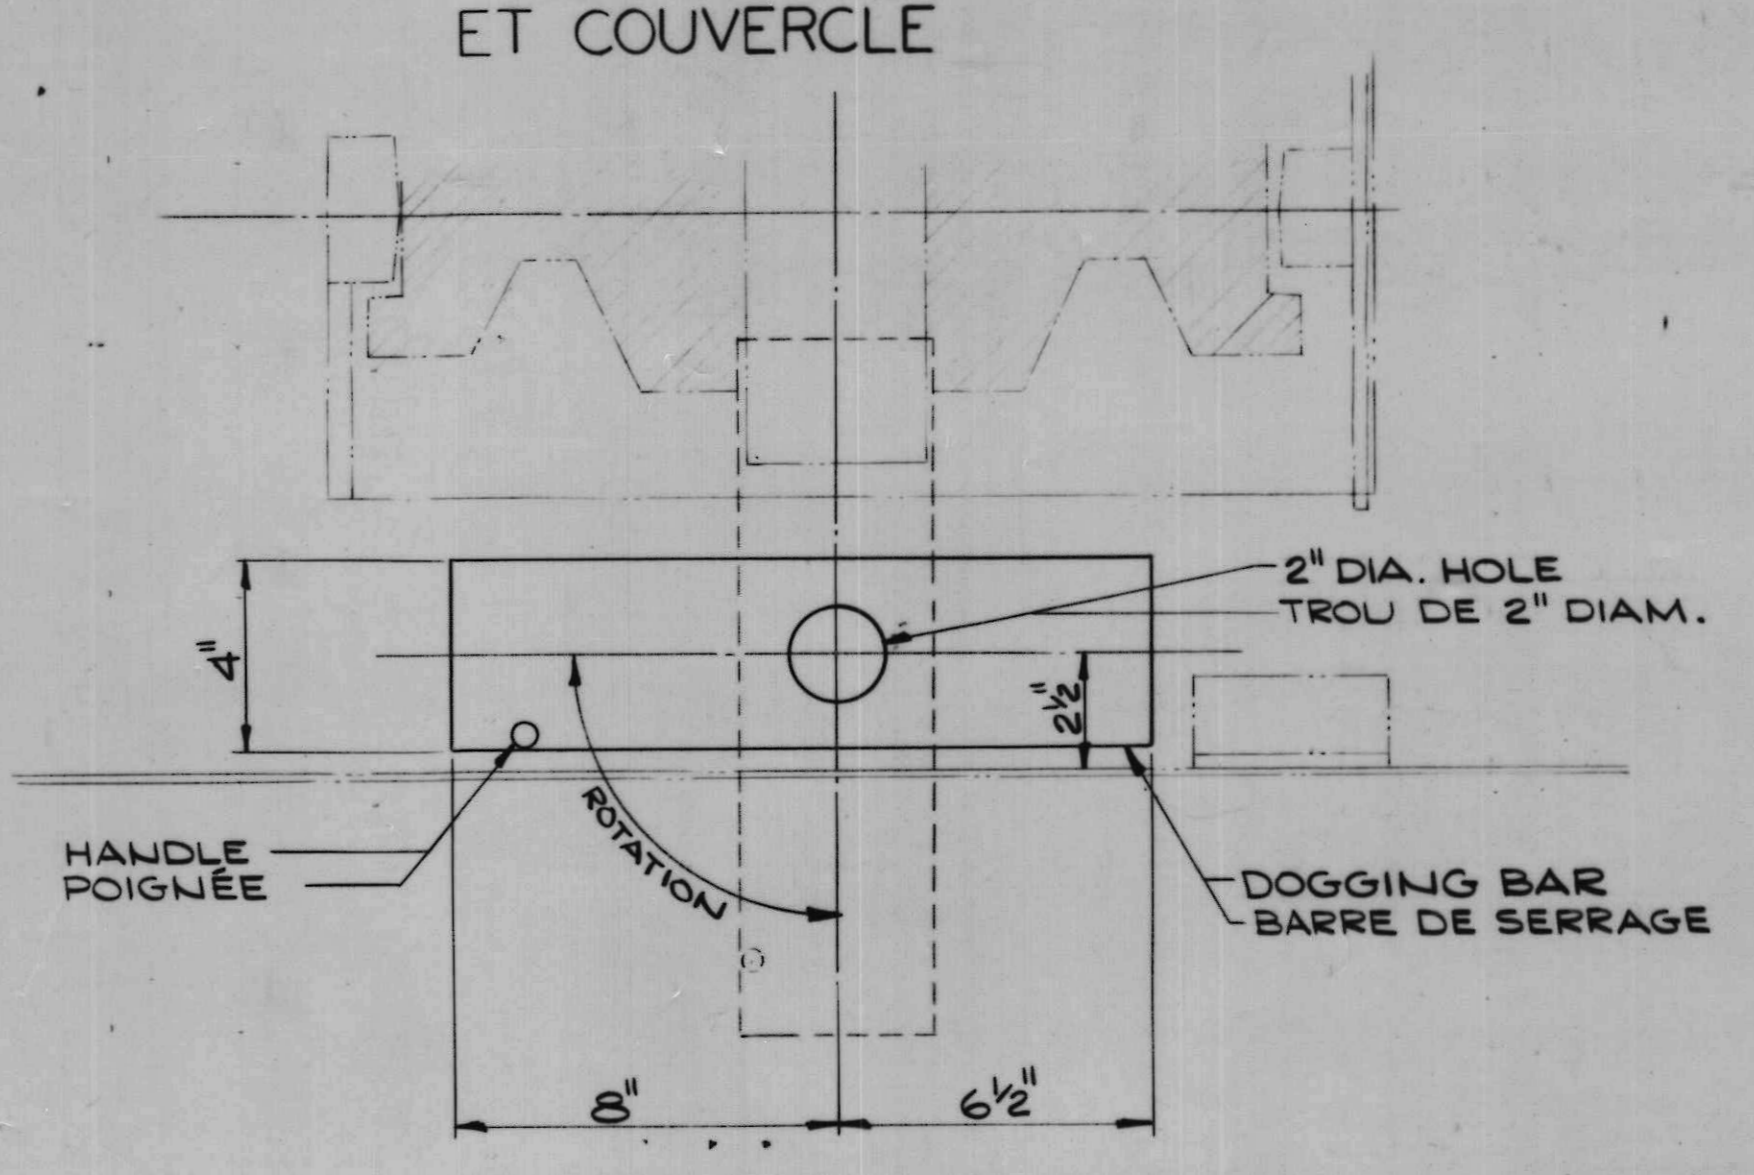 ET COUVERCLE
2" DIA. HOLE
TROU DE 2" DIAM.
4"
2½"
ROTATION
HANDLE
POIGNÉE
DOGGING BAR
BARRE DE SERRAGE
8"
6½"